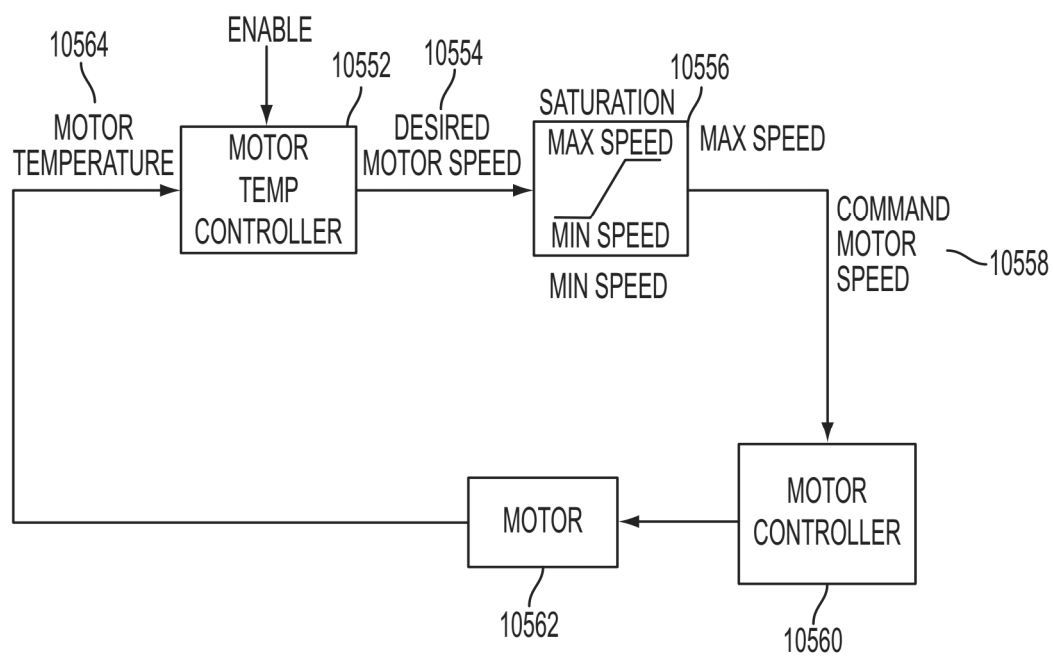 10564
ENABLE
10552
10554
10556
MOTOR
TEMPERATURE
MOTOR
TEMP
CONTROLLER
DESIRED
MOTOR SPEED
SATURATION
MAX SPEED
MIN SPEED
MAX SPEED
MIN SPEED
COMMAND
MOTOR
SPEED
10558
MOTOR
CONTROLLER
10560
MOTOR
10562